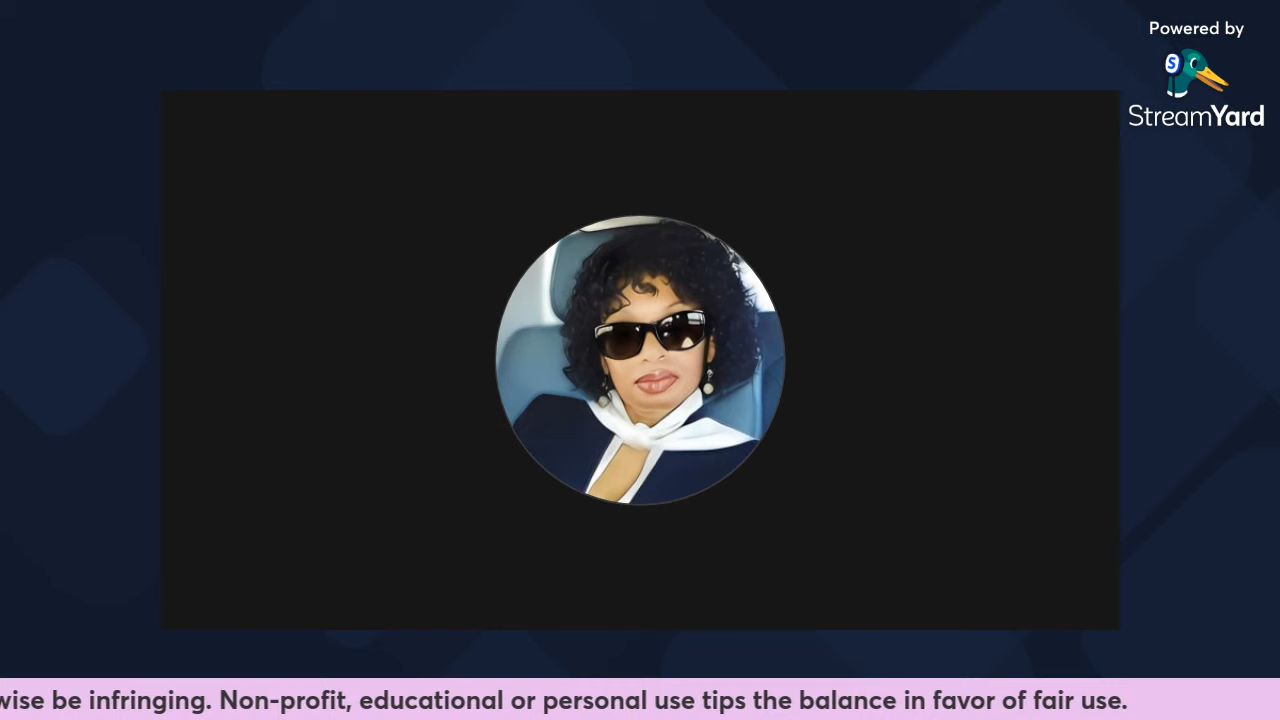 Powered by
S
StreamYard
wise be infringing. Non-profit, educational or personal use tips the balance in favor of fair use.